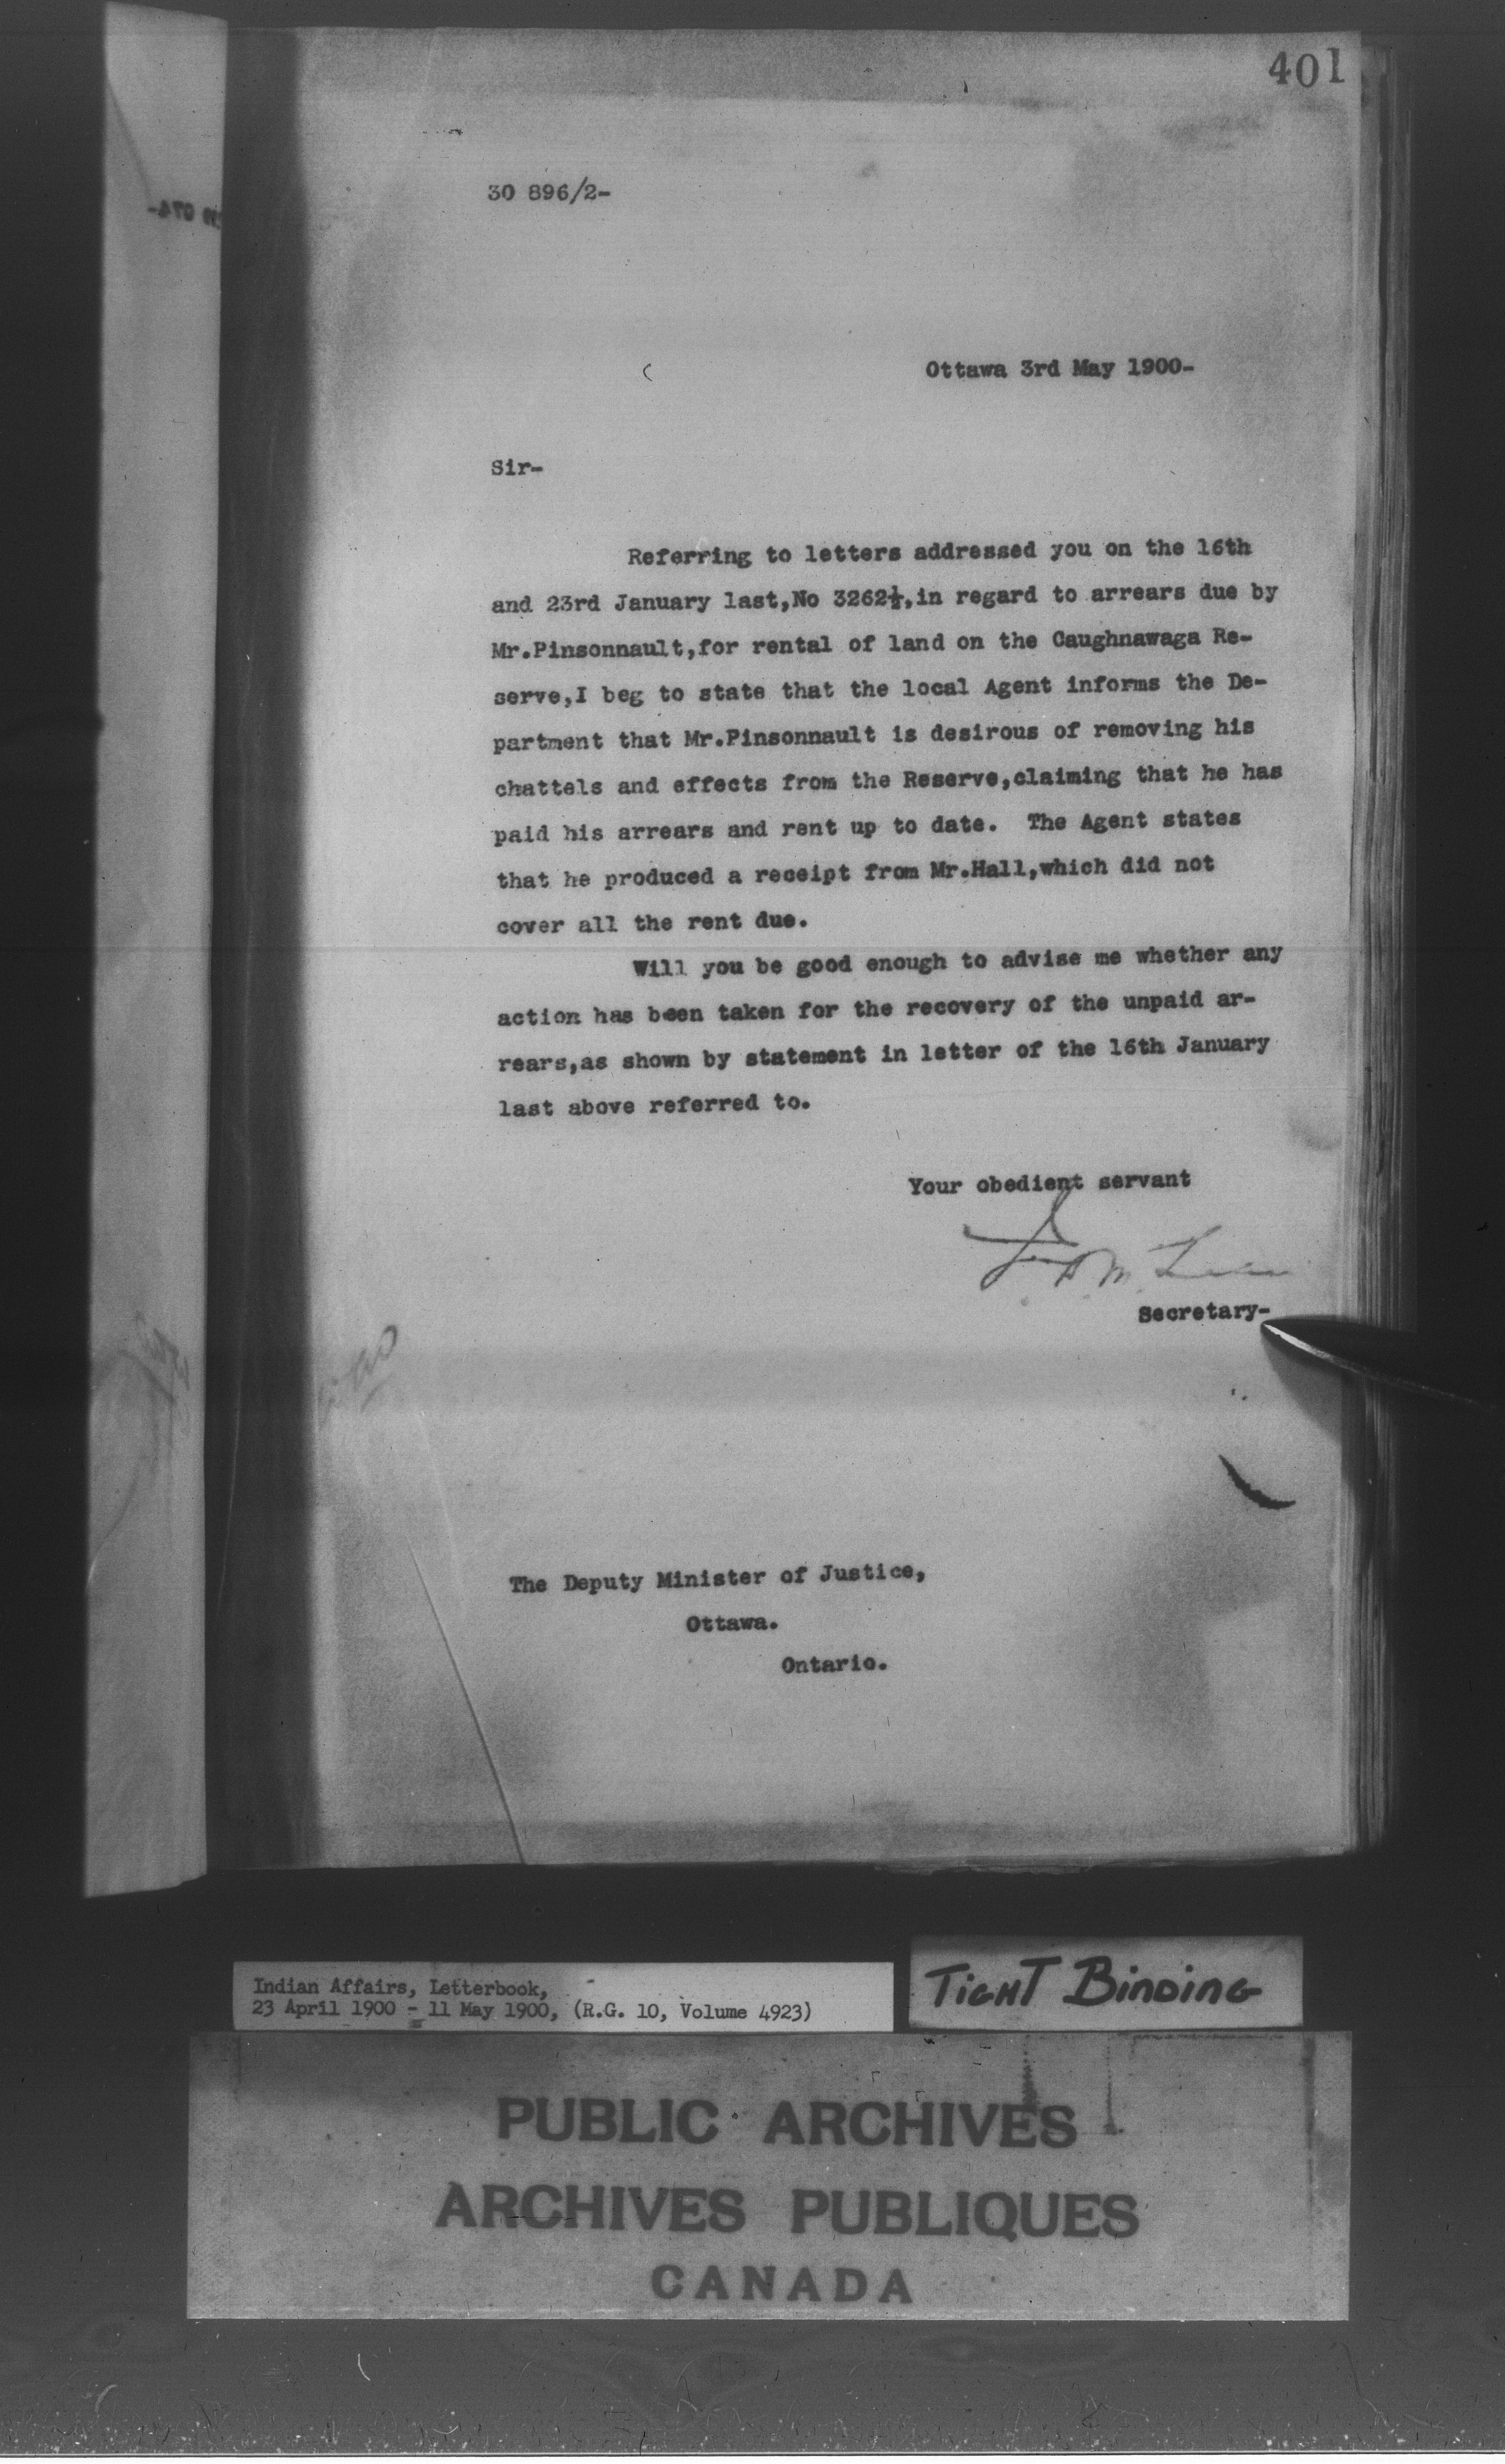 401
30 896/2-
Ottawa 3rd May 1900-
Sir-
Referring to letters addressed you on the 16th
and 23rd January last,No 3262½,in regard to arrears due by
Mr.Pinsonnault,for rental of land on the Caughnawaga Re-
serve,I beg to state that the local Agent informs the De-
partment that Mr.Pinsonnault is desirous of removing his
chattels and effects from the Reserve,claiming that he has
paid his arrears and rent up to date. The Agent states
that he produced a receipt from Mr.Hall,which did not
cover all the rent due.
Will you be good enough to advise me whether any
action has been taken for the recovery of the unpaid ar-
rears,as shown by statement in letter of the 16th January
last above referred to.
Your obedient servant
Secretary-
The Deputy Minister of Justice,
Ottawa.
Ontario.
Indian Affairs, Letterbook,
23 April 1900 - 11 May 1900, (R.G. 10, Volume 4923)
TIGHT BINDING
PUBLIC ARCHIVES
ARCHIVES PUBLIQUES
CANADA